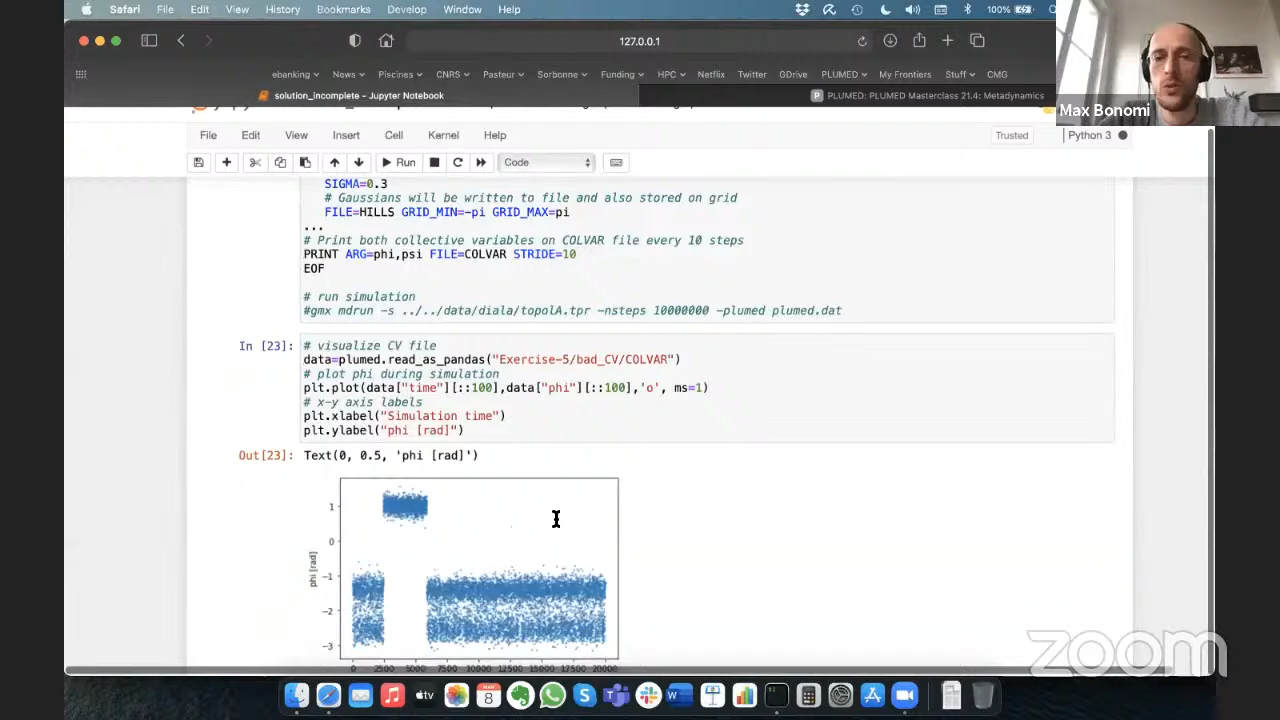 Safari File Edit View History Bookmarks Develop Window Help 100%
127.0.0.1
ebanking News Piscines CNRS Pasteur Sorbonne Funding HPC Netflix Twitter GDrive PLUMED My Frontiers Stuff CMG
solution_incomplete - Jupyter Notebook
P PLUMED: PLUMED Masterclass 21.4: Metadynamics
Max Bonomi
File Edit View Insert Cell Kernel Help
Trusted
Python 3
Run
Code
SIGMA=0.3
# Gaussians will be written to file and also stored on grid
FILE=HILLS GRID_MIN=-pi GRID_MAX=pi
...
# Print both collective variables on COLVAR file every 10 steps
PRINT ARG=phi,psi FILE=COLVAR STRIDE=10
EOF
# run simulation
#gmx mdrun -s ../../data/diala/topolA.tpr -nsteps 10000000 -plumed plumed.dat
In [23]:
# visualize CV file
data=plumed.read_as_pandas("Exercise-5/bad_CV/COLVAR")
# plot phi during simulation
plt.plot(data["time"][::100],data["phi"][::100],'o', ms=1)
# x-y axis labels
plt.xlabel("Simulation time")
plt.ylabel("phi [rad]")
Out[23]: Text(0, 0.5, 'phi [rad]')
1
0
−1
−2
−3
phi [rad]
0 2500 5000 7500 10000 12500 15000 17500 20000
zoom
MAR
8
tv